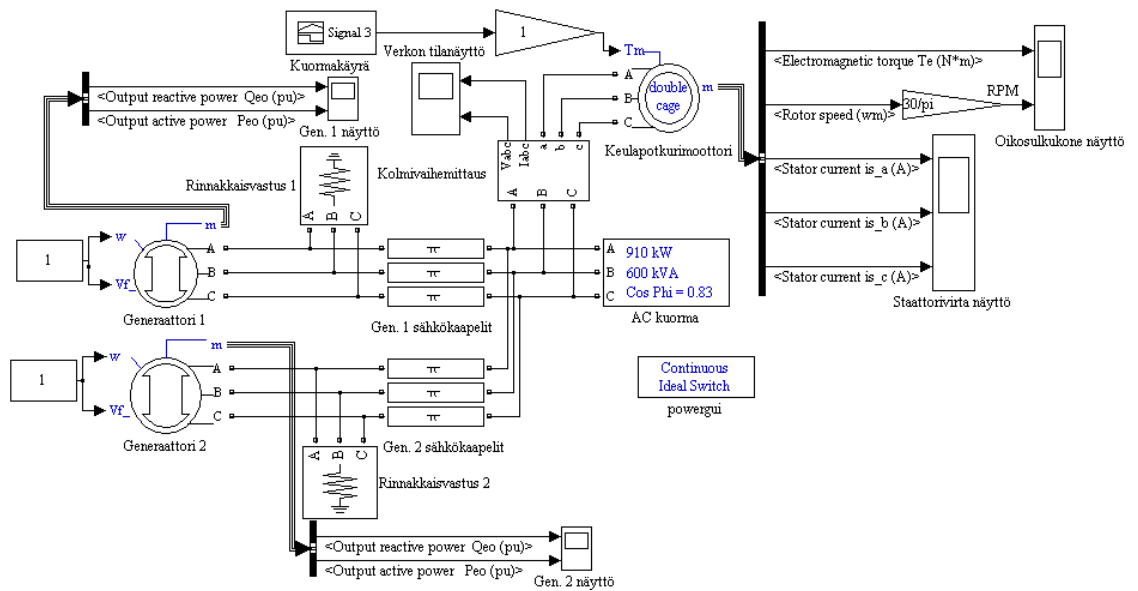 Signal 3
Kuormakäyrä
1
Verkon tilanäyttö
Tm
A
B
C
double
cage
m
Keulapotkurimoottori
<Output reactive power Qeo (pu)>
<Output active power Peo (pu)>
Gen. 1 näyttö
<Electromagnetic torque Te (N*m)>
<Rotor speed (wm)>
30/pi
RPM
Oikosulkukone näyttö
<Stator current is_a (A)>
<Stator current is_b (A)>
<Stator current is_c (A)>
Staattorivirta näyttö
Vabc
Iabc
a
b
c
A
B
C
Kolmivaihemittaus
Rinnakkaisvastus 1
A
B
C
1
w
Vf_
m
A
B
C
Generaattori 1
π
π
π
Gen. 1 sähkökaapelit
A
B
C
910 kW
600 kVA
Cos Phi = 0.83
AC kuorma
1
w
Vf_
m
A
B
C
Generaattori 2
π
π
π
Gen. 2 sähkökaapelit
Continuous
Ideal Switch
powergui
A
B
C
Rinnakkaisvastus 2
<Output reactive power Qeo (pu)>
<Output active power Peo (pu)>
Gen. 2 näyttö